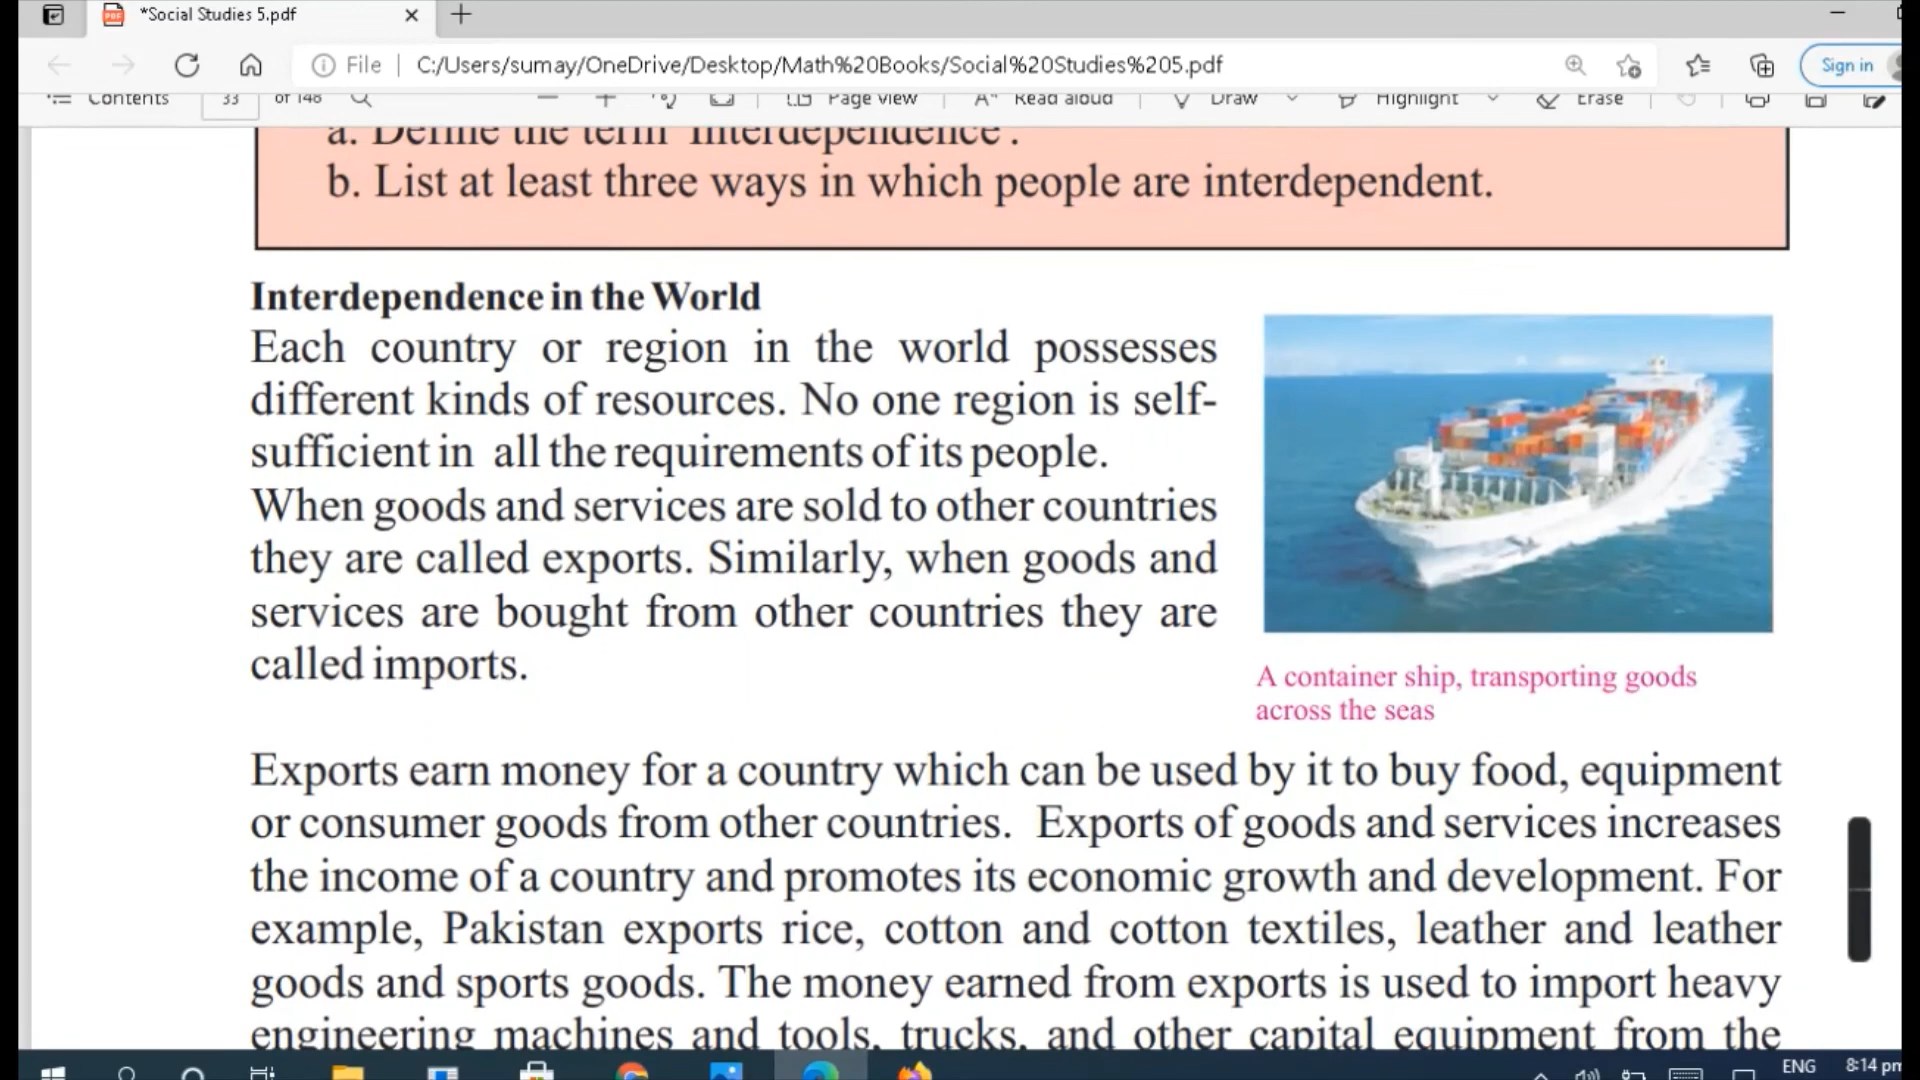 *Social Studies 5.pdf
File | C:/Users/sumay/OneDrive/Desktop/Math%20Books/Social%20Studies%205.pdf
Sign in
Contents 33 of 148 Page view Read aloud Draw Highlight Erase
a. Define the term 'Interdependence'.
b. List at least three ways in which people are interdependent.
Interdependence in the World
Each country or region in the world possesses
different kinds of resources. No one region is self-
sufficient in all the requirements of its people.
When goods and services are sold to other countries
they are called exports. Similarly, when goods and
services are bought from other countries they are
called imports.
A container ship, transporting goods
across the seas
Exports earn money for a country which can be used by it to buy food, equipment
or consumer goods from other countries. Exports of goods and services increases
the income of a country and promotes its economic growth and development. For
example, Pakistan exports rice, cotton and cotton textiles, leather and leather
goods and sports goods. The money earned from exports is used to import heavy
engineering machines and tools, trucks, and other capital equipment from the
ENG 8:14 pm